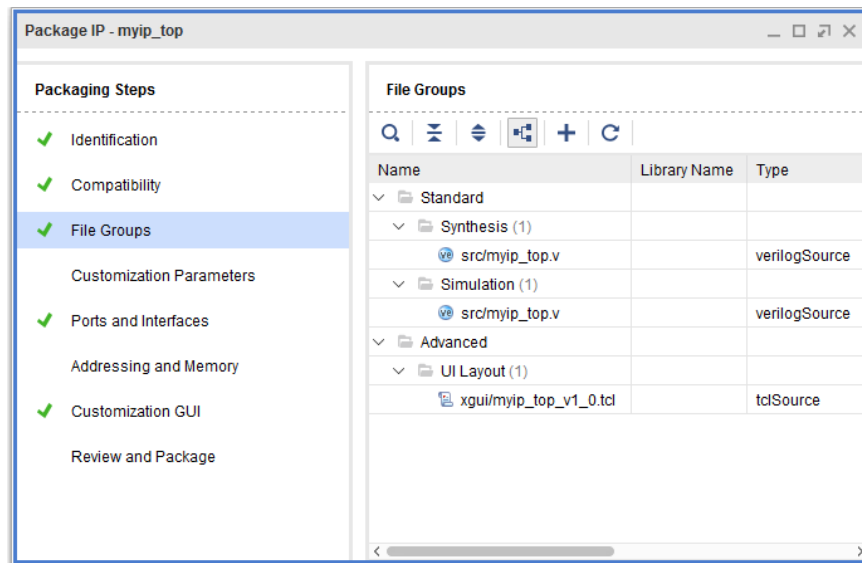 Package IP - myip_top
Packaging Steps
Identification
Compatibility
File Groups
Customization Parameters
Ports and Interfaces
Addressing and Memory
Customization GUI
Review and Package
File Groups
Name Library Name Type
Standard
Synthesis (1)
src/myip_top.v verilogSource
Simulation (1)
src/myip_top.v verilogSource
Advanced
UI Layout (1)
xgui/myip_top_v1_0.tcl tclSource